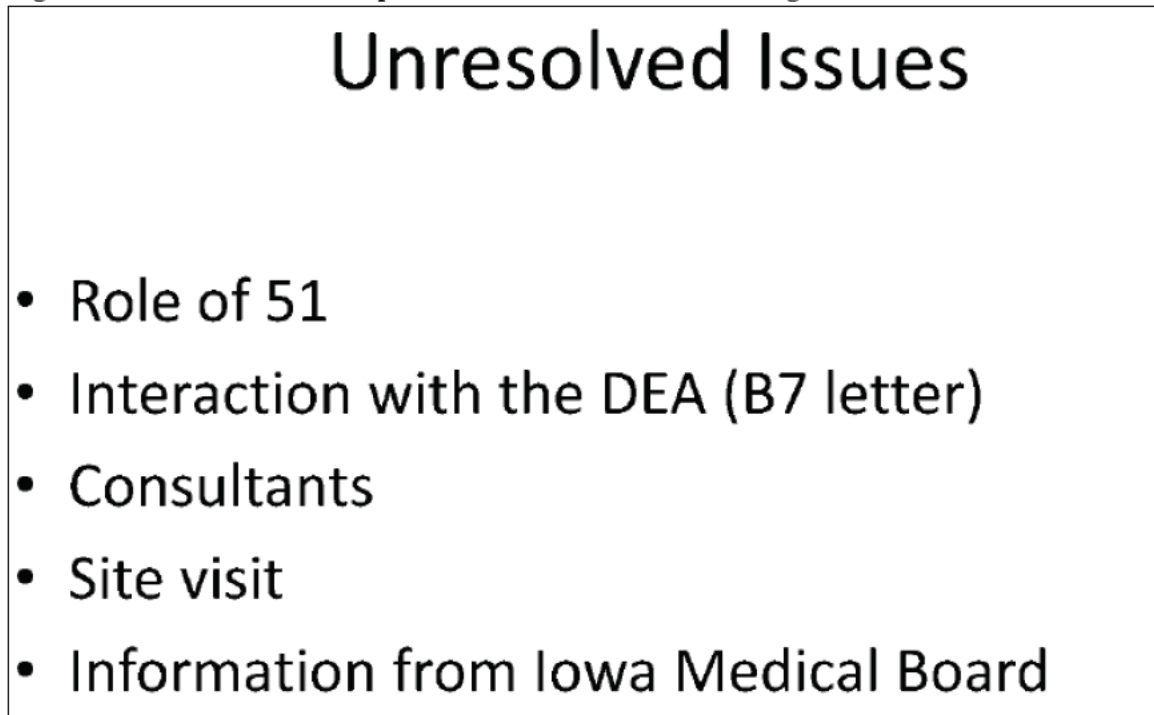 Unresolved Issues
• Role of 51
• Interaction with the DEA (B7 letter)
• Consultants
• Site visit
• Information from Iowa Medical Board